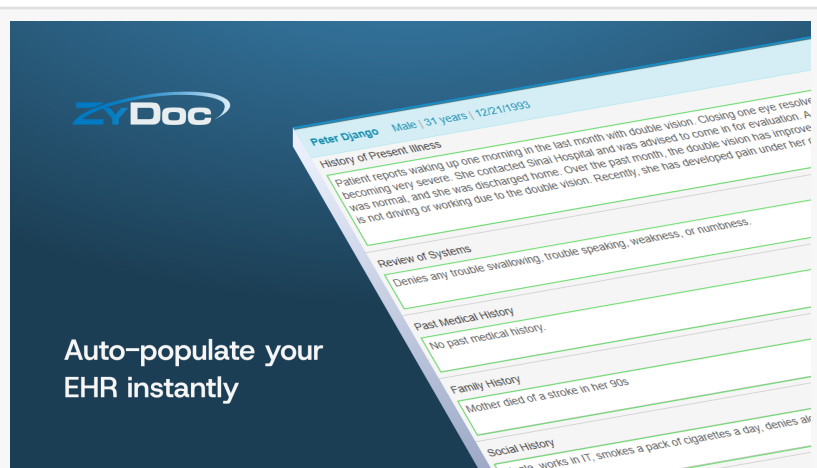 ZyDoc
Peter Django Male | 31 years | 12/21/1993
History of Present Illness
Patient reports waking up one morning in the last month with double vision. Closing one eye
becoming very severe. She contacted Sinai Hospital and was advised to come in for evaluation.
was normal, and she was discharged home. Over the past month, the double vision has
is not driving or working due to the double vision. Recently, she has developed pain under her
Review of Systems
Denies any trouble swallowing, trouble speaking, weakness, or numbness.
Past Medical History
No past medical history.
Family History
Mother died of a stroke in her 90s
Social History
works in IT, smokes a pack of cigarettes a day, denies
Auto-populate your
EHR instantly